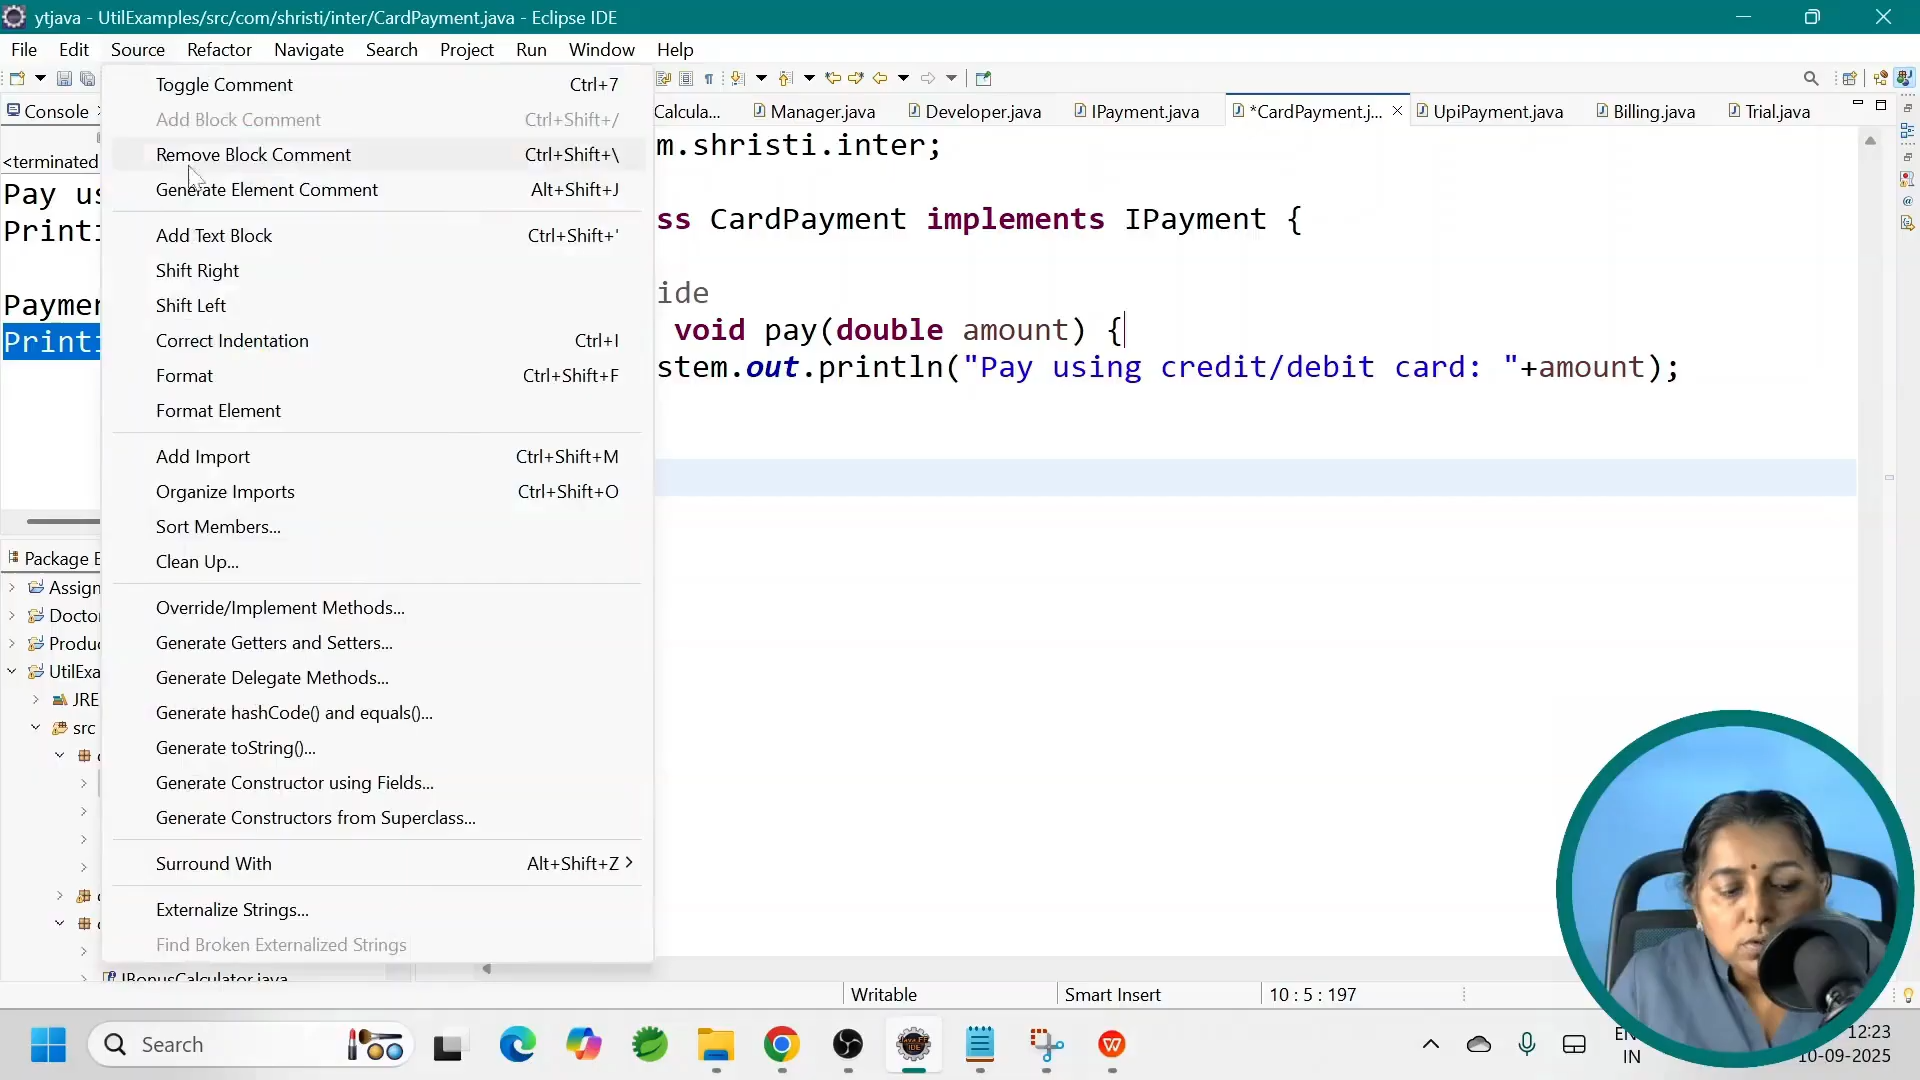 ytjava - UtilExamples/src/com/shristi/inter/CardPayment.java - Eclipse IDE
File Edit Source Refactor Navigate Search Project Run Window Help
Console
Calcula... Manager.java Developer.java IPayment.java *CardPayment.j... UpiPayment.java Billing.java Trial.java
<terminated
Pay us
Printi
Paymen
Printi
Toggle Comment Ctrl+7
Add Block Comment Ctrl+Shift+/
Remove Block Comment Ctrl+Shift+\
Generate Element Comment Alt+Shift+J
Add Text Block Ctrl+Shift+'
Shift Right
Shift Left
Correct Indentation Ctrl+I
Format Ctrl+Shift+F
Format Element
Add Import Ctrl+Shift+M
Organize Imports Ctrl+Shift+O
Sort Members...
Clean Up...
Override/Implement Methods...
Generate Getters and Setters...
Generate Delegate Methods...
Generate hashCode() and equals()...
Generate toString()...
Generate Constructor using Fields...
Generate Constructors from Superclass...
Surround With Alt+Shift+Z
Externalize Strings...
Find Broken Externalized Strings
m.shristi.inter;
ss CardPayment implements IPayment {
ide
void pay(double amount) {
stem.out.println("Pay using credit/debit card: "+amount);
Package E
Assign
Doctor
Produc
UtilExa
JRE
src
IBonusCalculator.java
Writable Smart Insert 10 : 5 : 197
Search
IN
12:23
10-09-2025